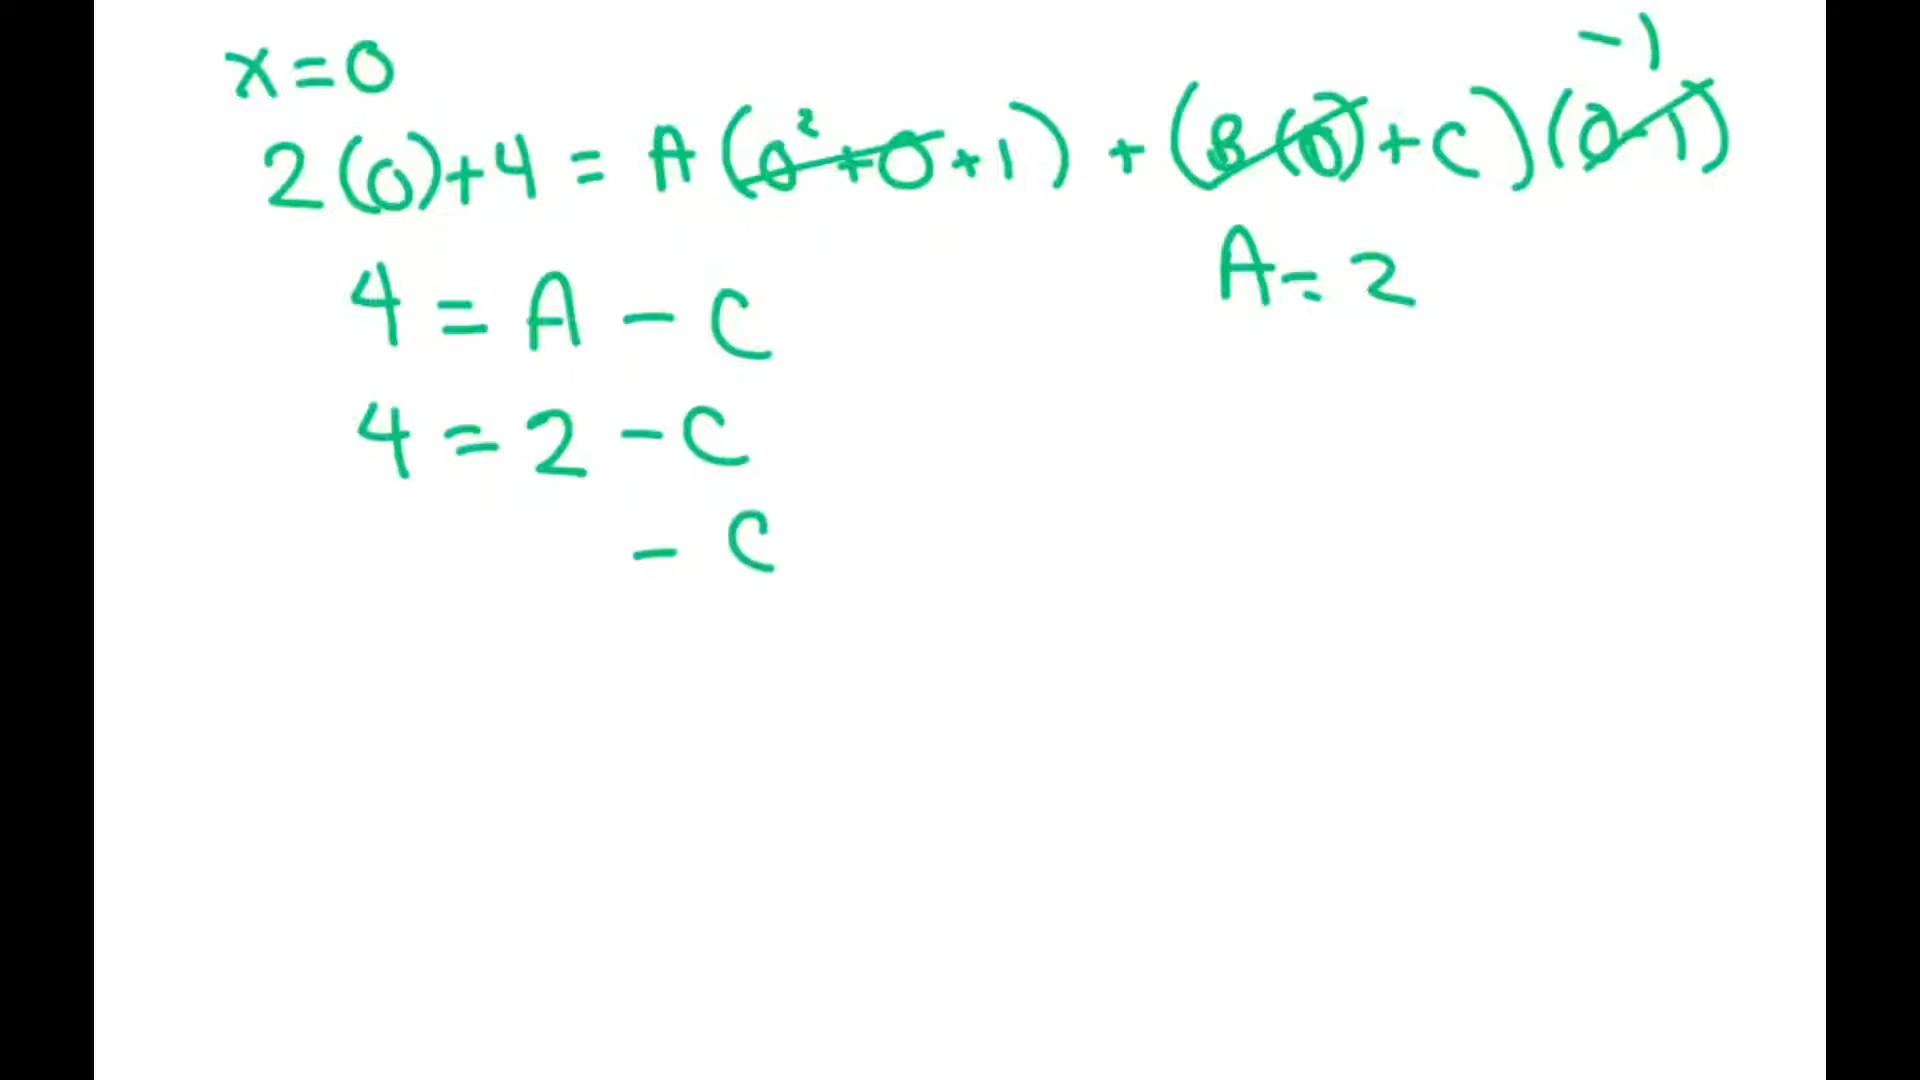 x=0
-1
2(0)+4 = A(0²+0+1) + (B(0)+C)(0-1)
4 = A - C
A=2
4 = 2 - C
- C